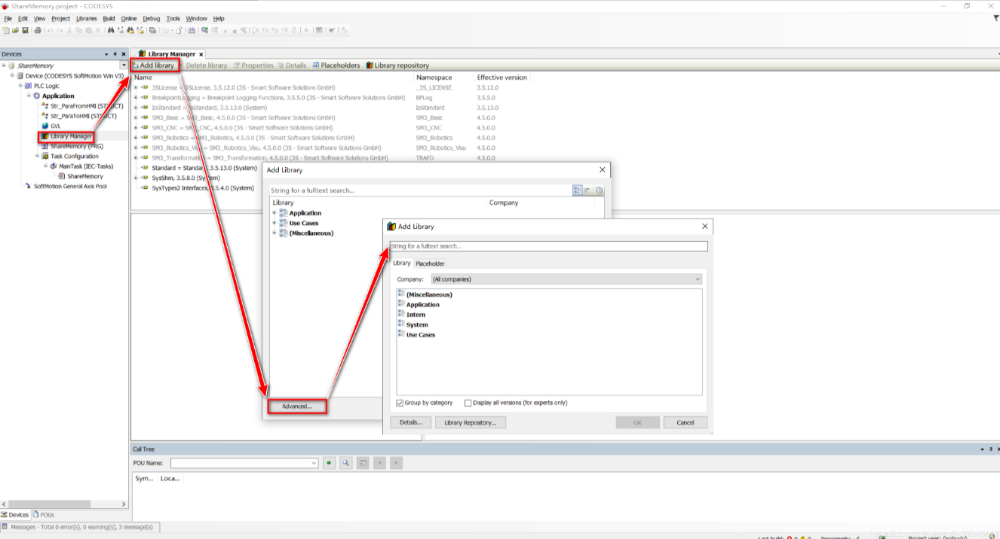 ShareMemory.project - CODESYS
File Edit View Project Libraries Build Online Debug Tools Window Help
Devices
Library Manager
ShareMemory
Device (CODESYS SoftMotion Win V3)
PLC Logic
Application
Str_ParaFromHMI (STRUCT)
Str_ParaToHMI (STRUCT)
GVL
Library Manager
ShareMemory (PRG)
Task Configuration
MainTask (IEC-Tasks)
ShareMemory
SoftMotion General Axis Pool
Add library Delete library Properties Details Placeholders Library repository
Name Namespace Effective version
3SLicense = 3SLicense, 3.5.12.0 (3S - Smart Software Solutions GmbH) _3S_LICENSE 3.5.12.0
BreakpointLogging = Breakpoint Logging Functions, 3.5.5.0 (3S - Smart Software Solutions GmbH) BPLog 3.5.5.0
IoStandard = IoStandard, 3.5.13.0 (System) IoStandard 3.5.13.0
SM3_Basic = SM3_Basic, 4.5.0.0 (3S - Smart Software Solutions GmbH) SM3_Basic 4.5.0.0
SM3_CNC = SM3_CNC, 4.5.0.0 (3S - Smart Software Solutions GmbH) SM3_CNC 4.5.0.0
SM3_Robotics = SM3_Robotics, 4.5.0.0 (3S - Smart Software Solutions GmbH) SM3_Robotics 4.5.0.0
SM3_Robotics_Visu = SM3_Robotics_Visu, 4.5.0.0 (3S - Smart Software Solutions GmbH) SM3_Robotics_Visu 4.5.0.0
SM3_Transformation = SM3_Transformation, 4.5.0.0 (3S - Smart Software Solutions GmbH) TRAFO 4.5.0.0
Standard = Standard, 3.5.13.0 (System)
SysShm, 3.5.8.0 (System)
SysTypes2 Interfaces, 3.5.4.0 (System)
Add Library
String for a fulltext search...
Library Company
Application
Use Cases
(Miscellaneous)
Advanced...
Add Library
String for a fulltext search...
Library Placeholder
Company: (All companies)
(Miscellaneous)
Application
Intern
System
Use Cases
Group by category Display all versions (for experts only)
Details... Library Repository... OK Cancel
Call Tree
POU Name:
Sym... Loca...
Devices POUs
Messages - Total 0 error(s), 0 warning(s), 3 message(s)
Last build: 0 0 Precompile Project user: (nobody)